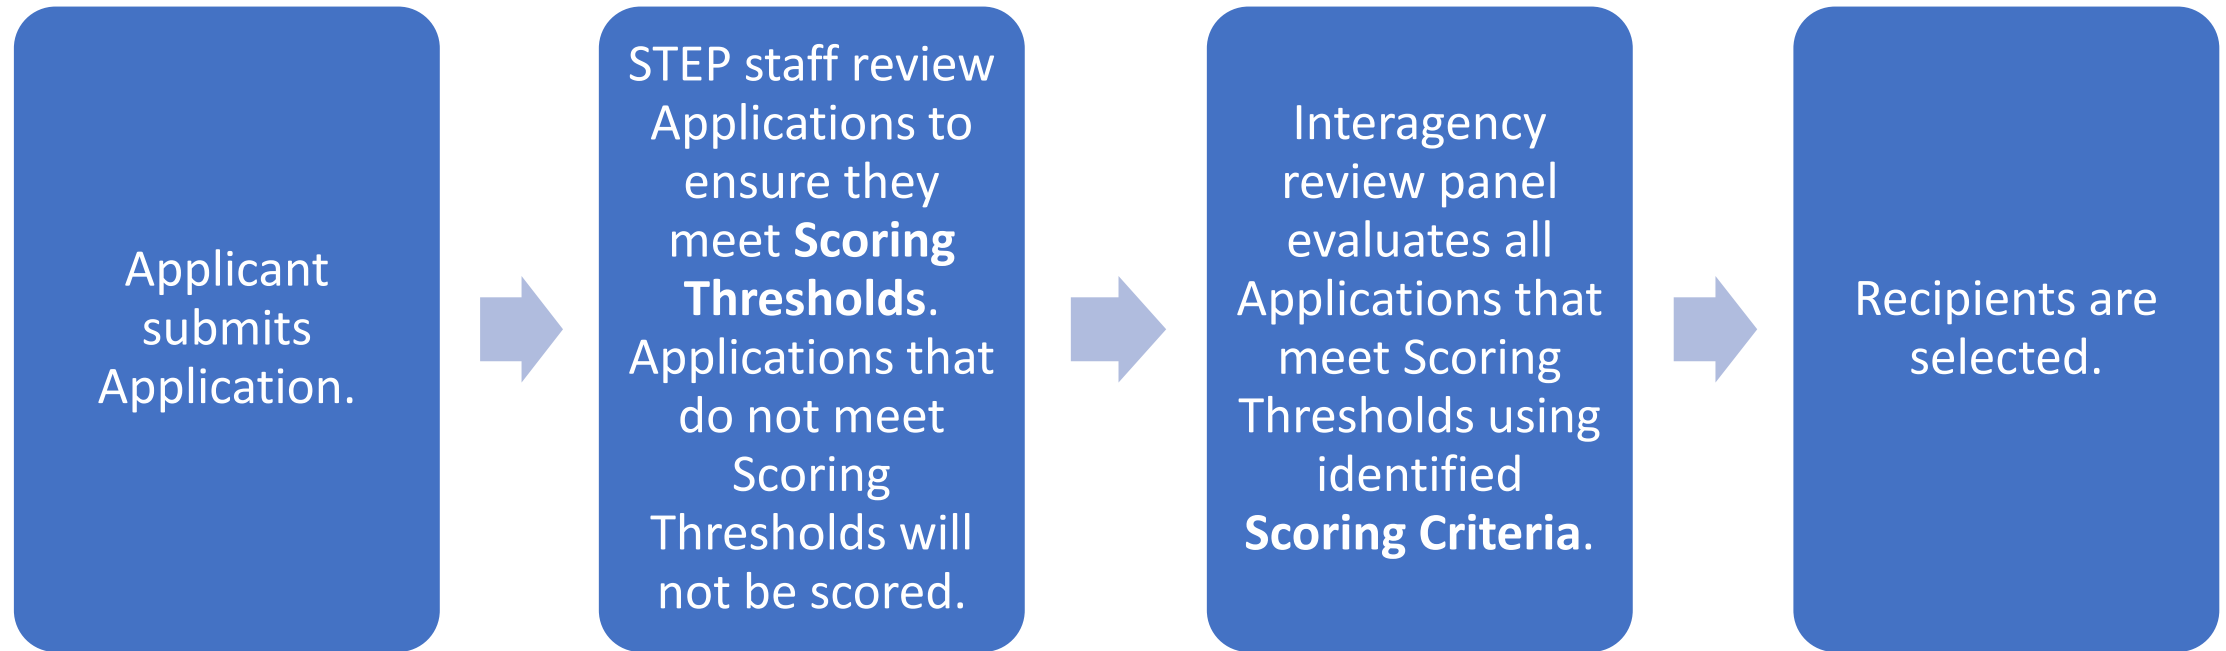 Applicant
submits
Application.
STEP staff review
Applications to
ensure they
meet Scoring
Thresholds.
Applications that
do not meet
Scoring
Thresholds will
not be scored.
Interagency
review panel
evaluates all
Applications that
meet Scoring
Thresholds using
identified
Scoring Criteria.
Recipients are
selected.